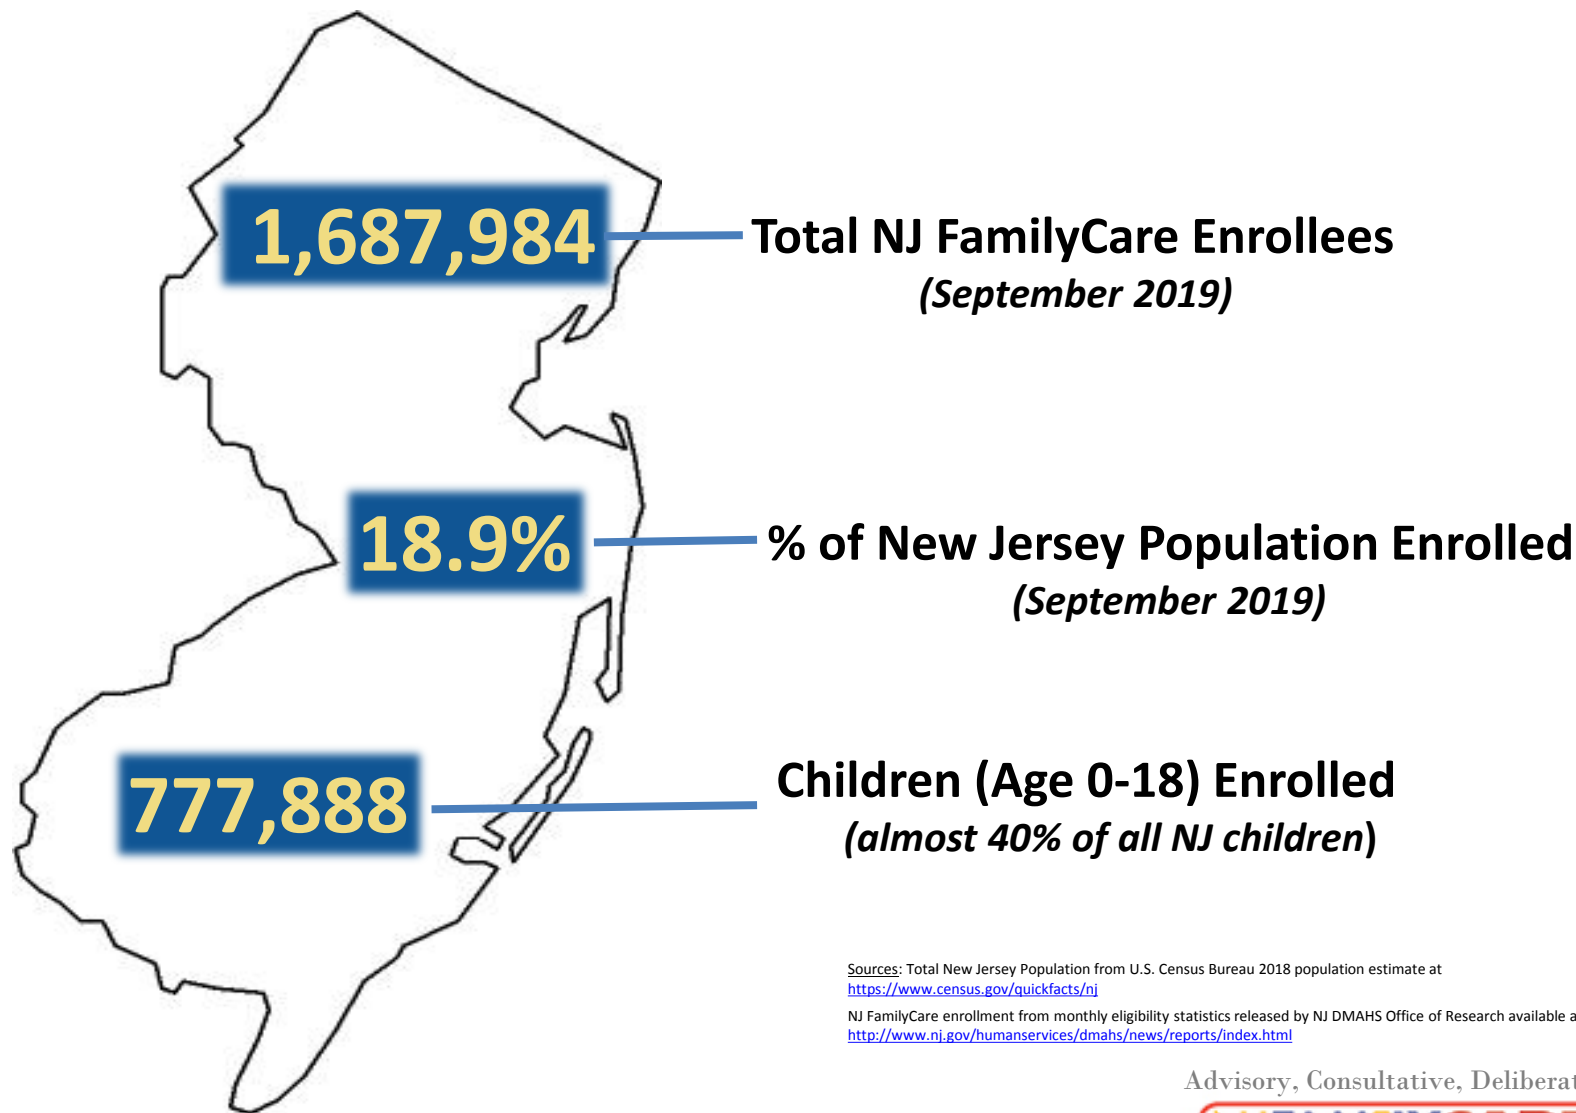 1,687,984
Total NJ FamilyCare Enrollees
(September 2019)
18.9%
% of New Jersey Population Enrolled
(September 2019)
777,888
Children (Age 0-18) Enrolled
(almost 40% of all NJ children)
Sources: Total New Jersey Population from U.S. Census Bureau 2018 population estimate at
https://www.census.gov/quickfacts/nj
NJ FamilyCare enrollment from monthly eligibility statistics released by NJ DMAHS Office of Research available a
http://www.nj.gov/humanservices/dmahs/news/reports/index.html
Advisory, Consultative, Deliberat